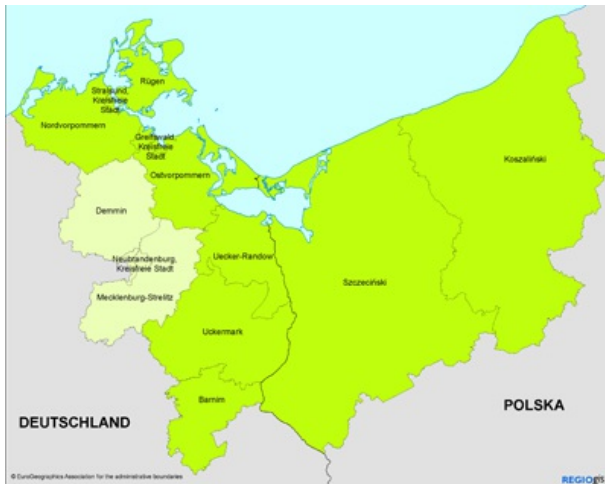 Rügen
Stralsund,
Kreisfreie
Stadt
Nordvorpommern
Greifswald,
Kreisfreie
Stadt
Ostvorpommern
Koszaliński
Demmin
Neubrandenburg,
Kreisfreie Stadt
Uecker-Randow
Mecklenburg-Strelitz
Szczeciński
Uckermark
Barnim
POLSKA
DEUTSCHLAND
© EuroGeographics Association for the administrative boundaries
REGIOgis